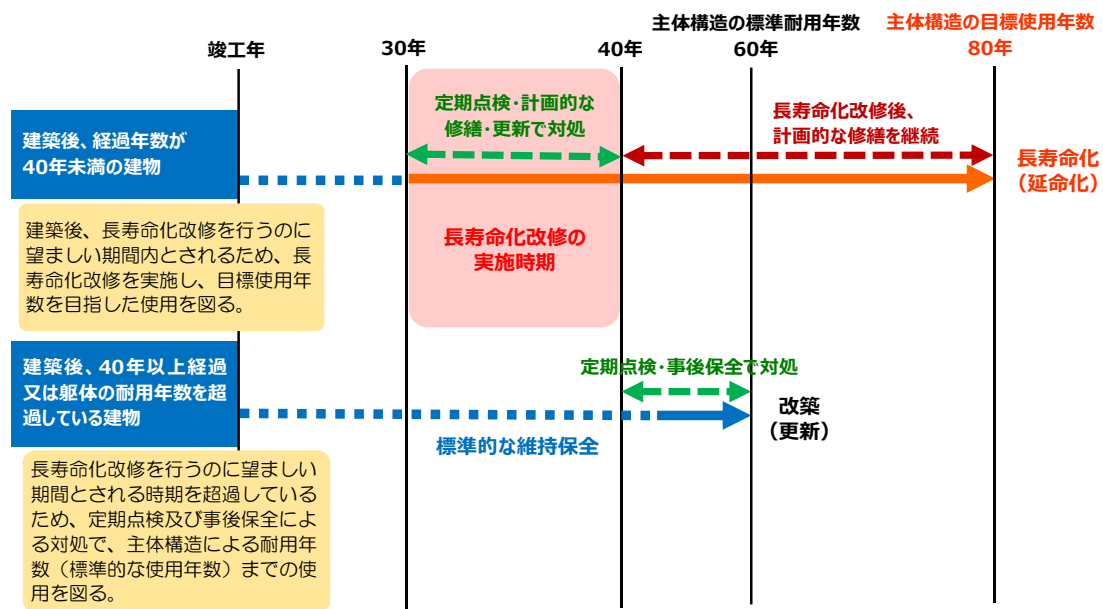 主体構造の標準耐用年数
主体構造の目標使用年数
竣工年
30年
40年
60年
80年
建築後、経過年数が
40年未満の建物
定期点検・計画的な
修繕・更新で対処
長寿命化改修後、
計画的な修繕を継続
長寿命化
（延命化）
建築後、長寿命化改修を行うのに
望ましい期間内とされるため、長
寿命化改修を実施し、目標使用年
数を目指した使用を図る。
長寿命化改修の
実施時期
建築後、40年以上経過
又は躯体の耐用年数を超
過している建物
定期点検・事後保全で対処
改築
（更新）
標準的な維持保全
長寿命化改修を行うのに望ましい
期間とされる時期を超過している
ため、定期点検及び事後保全によ
る対処で、主体構造による耐用年
数（標準的な使用年数）までの使
用を図る。